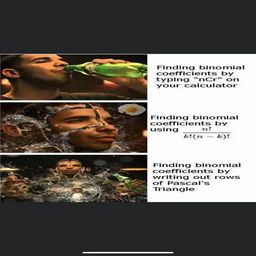 Finding binomial
coefficients by
typing "nCr" on
your calculator
Finding binomial
coefficients by
using n! / k!(n − k)!
Finding binomial
coefficients by
writing out rows
of Pascal's
Triangle